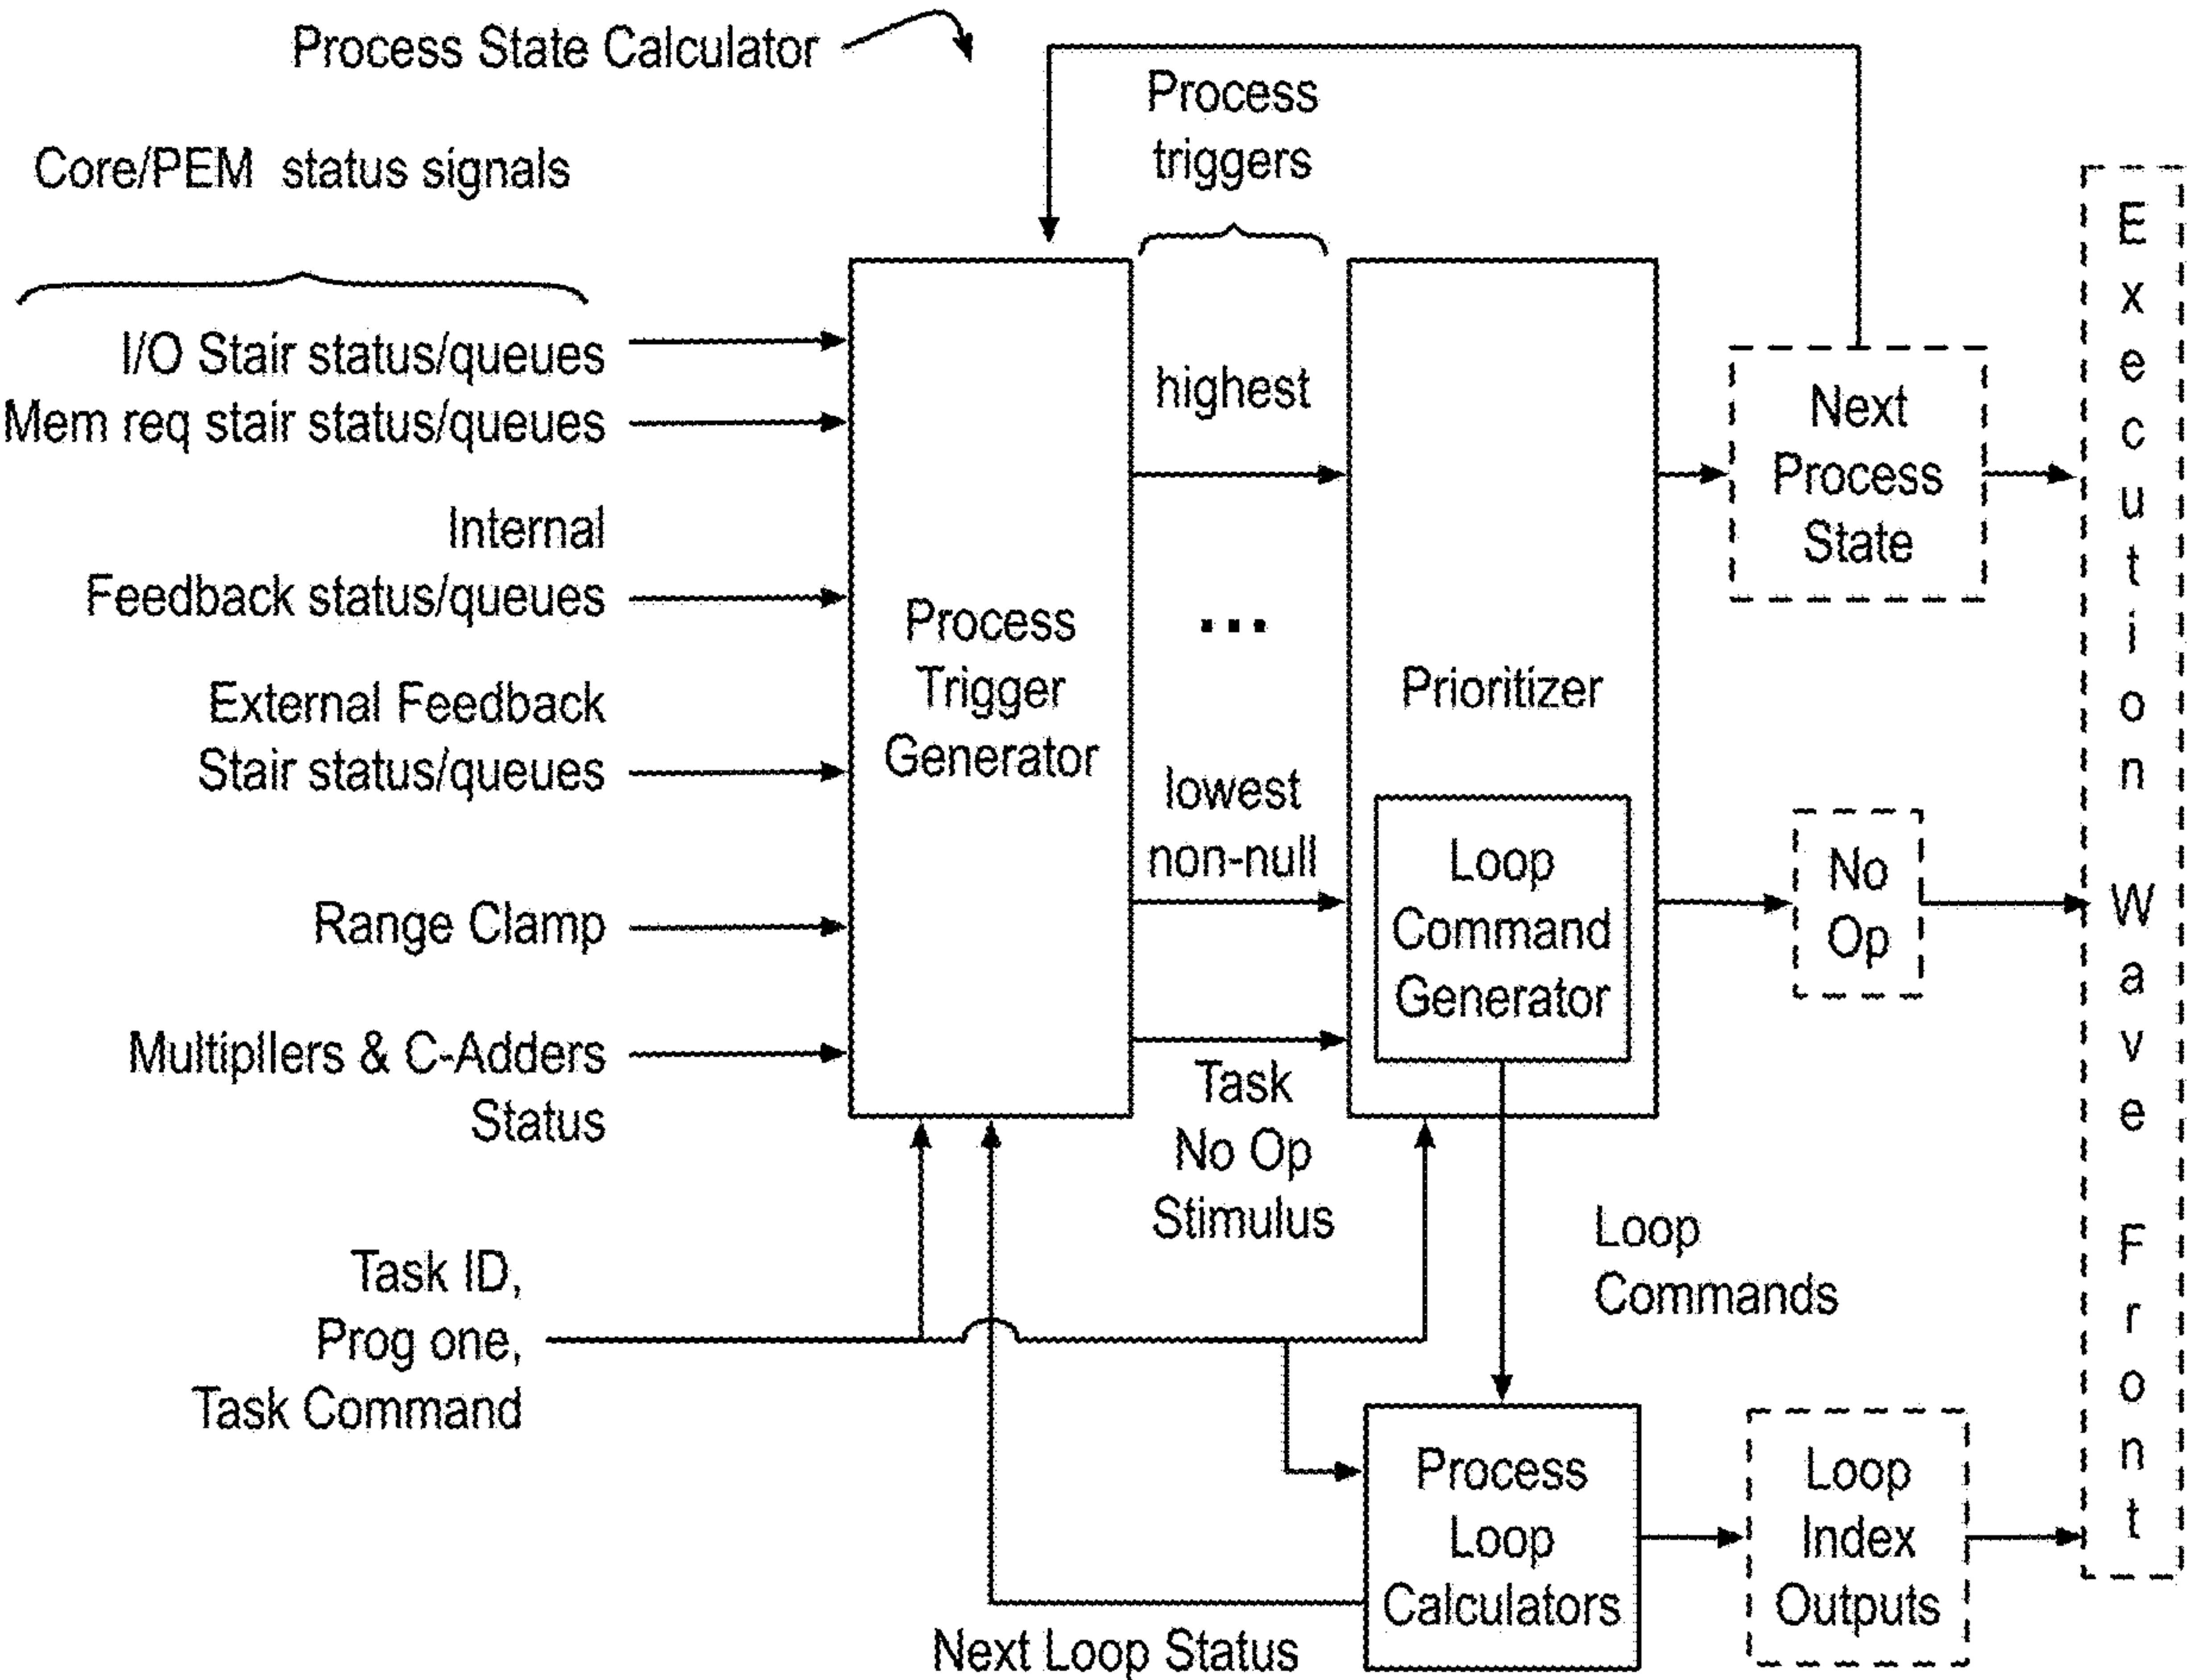 Process State Calculator
Process
triggers
Core/PEM status signals
I/O Stair status/queues
Mem req stair status/queues
Internal
Feedback status/queues
External Feedback
Stair status/queues
Range Clamp
Multipllers & C-Adders
Status
Task ID,
Prog one,
Task Command
Process
Trigger
Generator
highest
...
lowest
non-null
Task
No Op
Stimulus
Prioritizer
Loop
Command
Generator
Loop
Commands
Next
Process
State
No
Op
Process
Loop
Calculators
Next Loop Status
Loop
Index
Outputs
Execution Wave Front